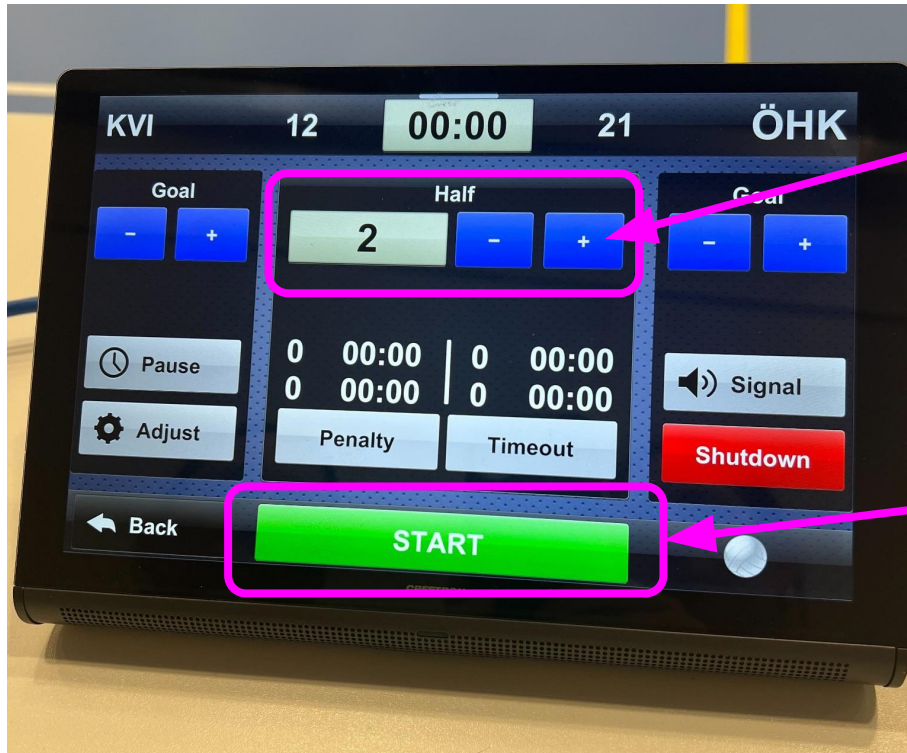 KVI 12 00:00 21 ÖHK
Goal
- +
Half
2 - +
Goal
- +
Pause
Adjust
0 00:00 | 0 00:00
0 00:00 | 0 00:00
Penalty Timeout
Signal
Shutdown
Back
START
CRESTRON